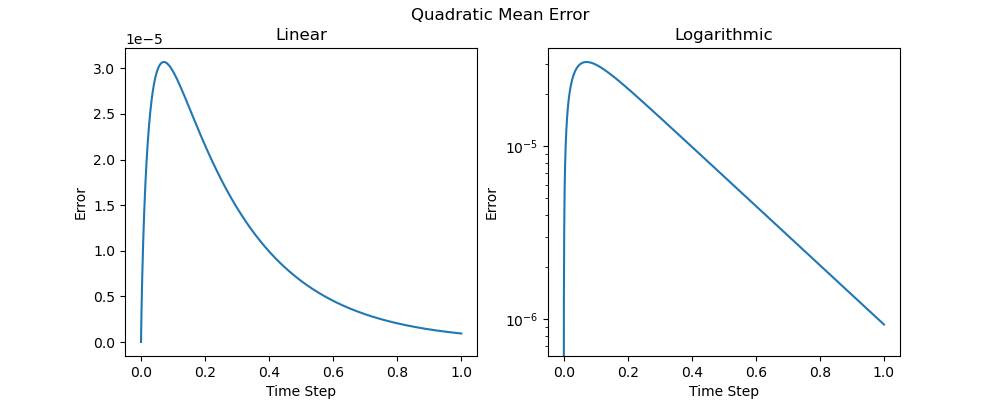 Quadratic Mean Error
Linear
1e−5
3.0
2.5
2.0
1.5
1.0
0.5
0.0
Error
0.0 0.2 0.4 0.6 0.8 1.0
Time Step
Logarithmic
10⁻⁵
10⁻⁶
Error
0.0 0.2 0.4 0.6 0.8 1.0
Time Step